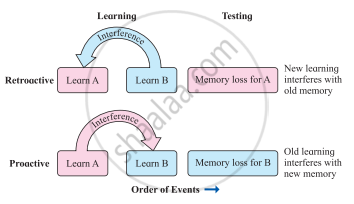 Learning
Testing
Interference
Retroactive
Learn A
Learn B
Memory loss for A
New learning
interferes with
old memory
Interference
Proactive
Learn A
Learn B
Memory loss for B
Old learning
interferes with
new memory
Order of Events
shaalaa.com